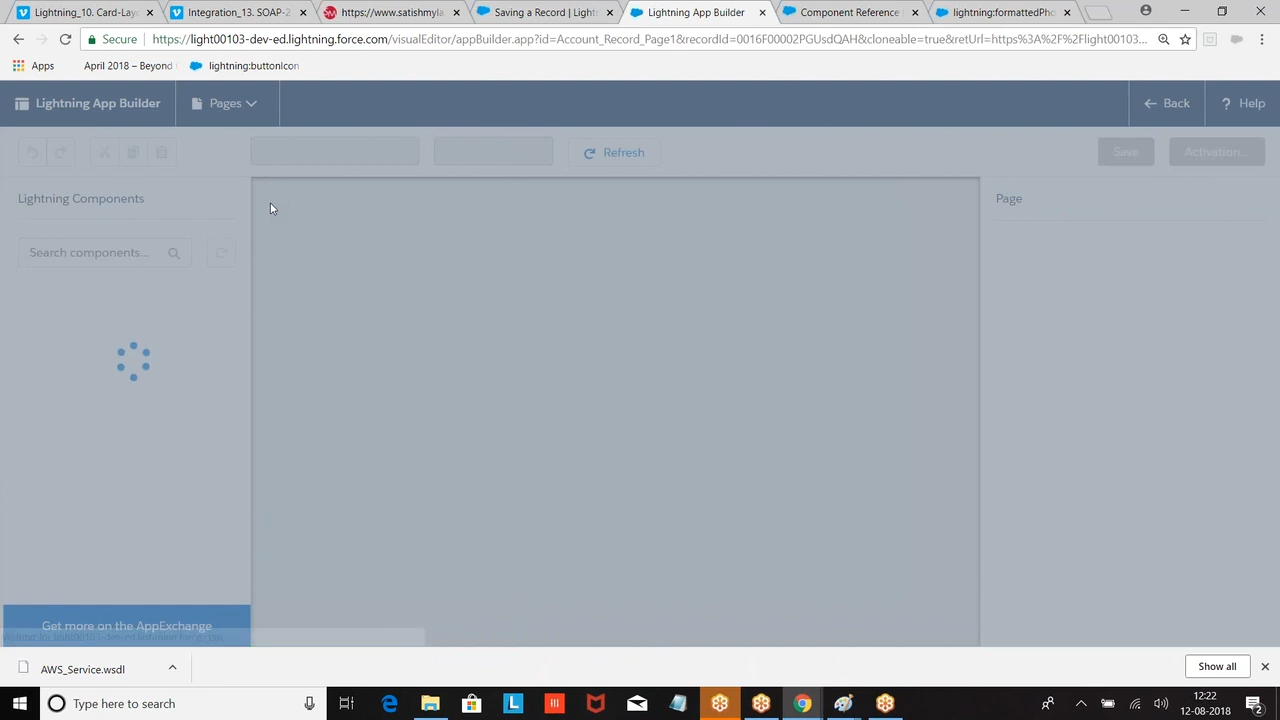 Lightning_10. Card-Lay
Integration_13. SOAP-2
https://www.satishmyla
Saving a Record | Lightn
Lightning App Builder
Component Reference
lightning:formattedPho
Secure
https://light00103-dev-ed.lightning.force.com/visualEditor/appBuilder.app?id=Account_Record_Page1&recordId=0016F00002PGUsdQAH&cloneable=true&retUrl=https%3A%2F%2Flight00103...
Apps
April 2018 – Beyond
lightning:buttonIcon
Lightning App Builder
Pages
Back
? Help
Refresh
Save
Activation...
Lightning Components
Page
Search components...
Get more on the AppExchange
AWS_Service.wsdl
Show all
Type here to search
12:22
12-08-2018
2